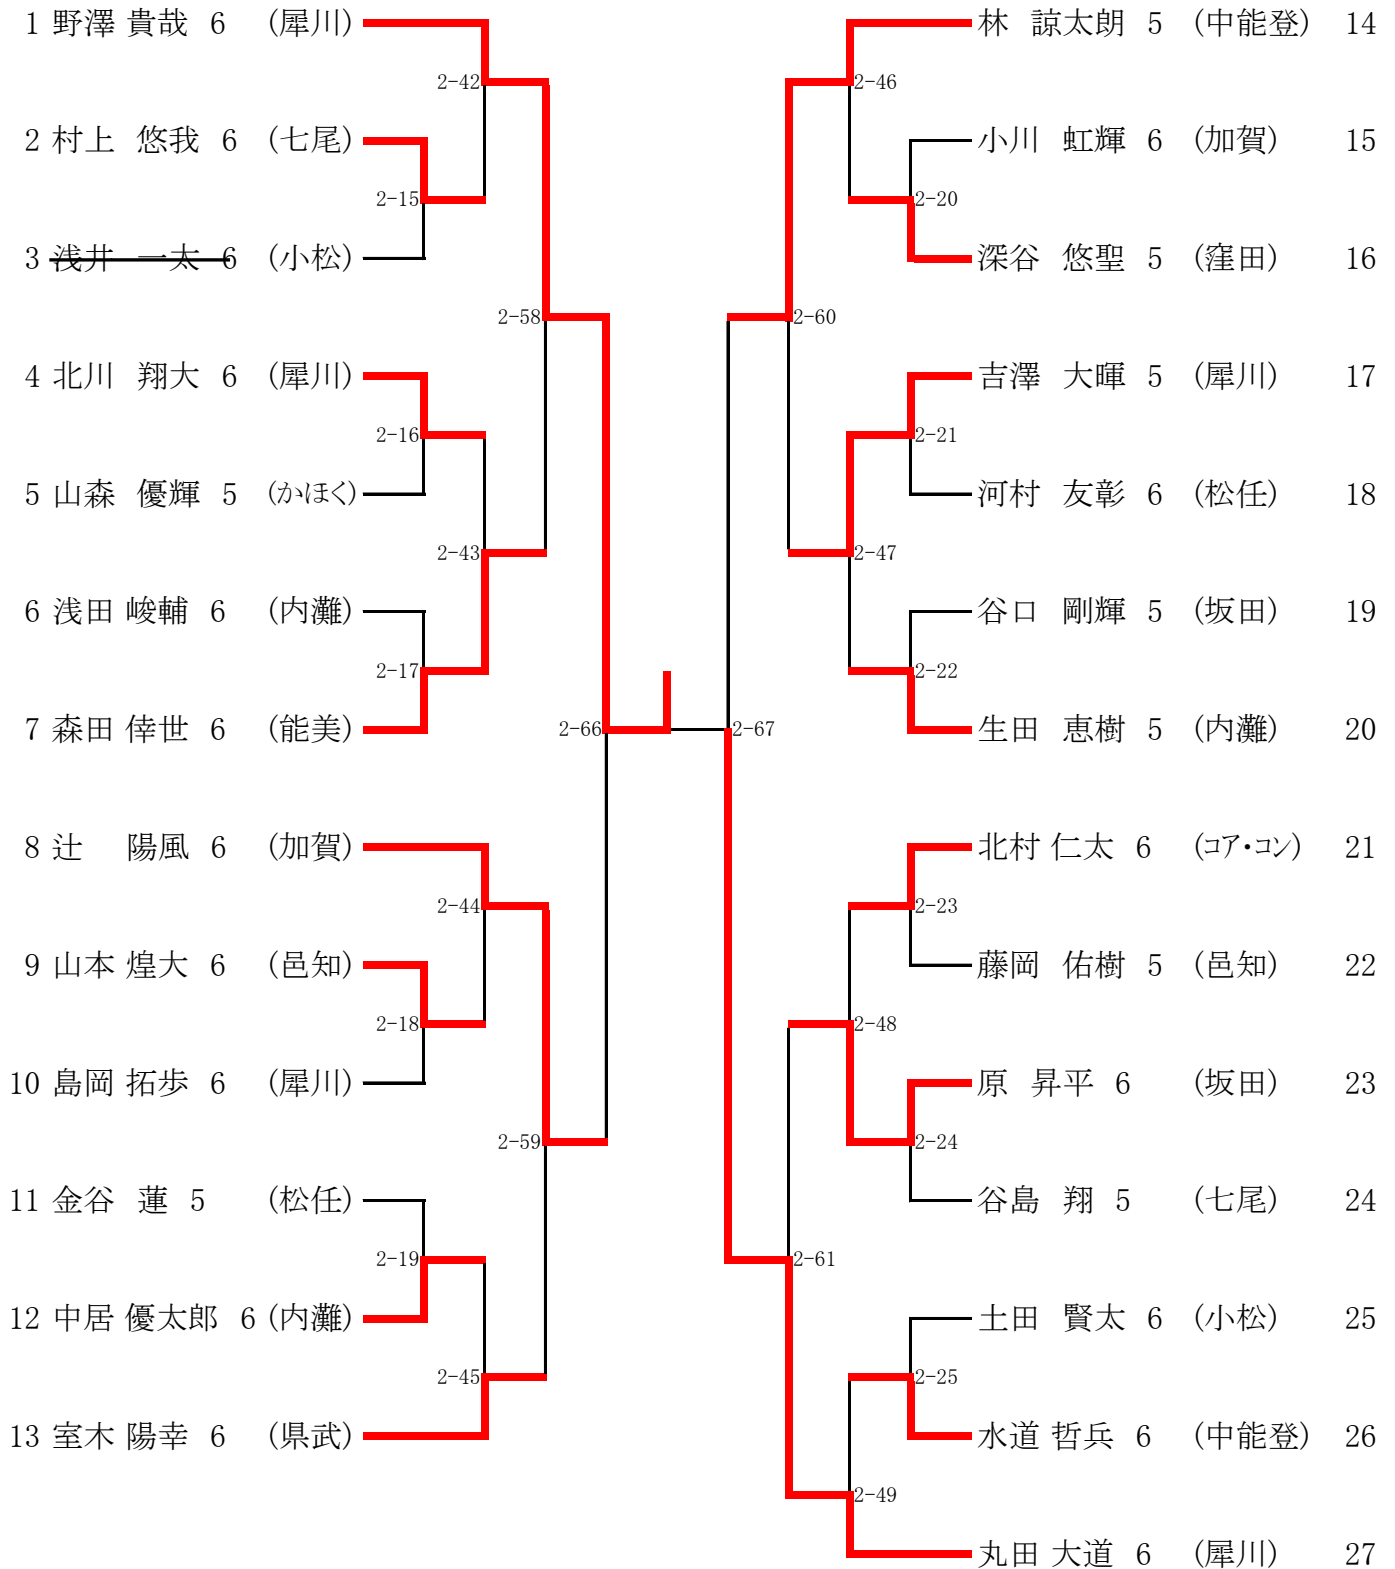 1 野澤 貴哉 6 (犀川)
2-42
2 村上 悠我 6 (七尾)
2-15
3 浅井 一太 6 (小松)
2-58
4 北川 翔大 6 (犀川)
2-16
5 山森 優輝 5 (かほく)
2-43
6 浅田 峻輔 6 (内灘)
2-17
7 森田 倖世 6 (能美)
2-66
8 辻 陽風 6 (加賀)
2-44
9 山本 煌大 6 (邑知)
2-18
10 島岡 拓歩 6 (犀川)
2-59
11 金谷 蓮 5 (松任)
2-19
12 中居 優太郎 6 (内灘)
2-45
13 室木 陽幸 6 (県武)
林 諒太朗 5 (中能登) 14
2-46
小川 虹輝 6 (加賀) 15
2-20
深谷 悠聖 5 (窪田) 16
2-60
吉澤 大暉 5 (犀川) 17
2-21
河村 友彰 6 (松任) 18
2-47
谷口 剛輝 5 (坂田) 19
2-22
生田 恵樹 5 (内灘) 20
2-67
北村 仁太 6 (コア・コン) 21
2-23
藤岡 佑樹 5 (邑知) 22
2-48
原 昇平 6 (坂田) 23
2-24
谷島 翔 5 (七尾) 24
2-61
土田 賢太 6 (小松) 25
2-25
水道 哲兵 6 (中能登) 26
2-49
丸田 大道 6 (犀川) 27